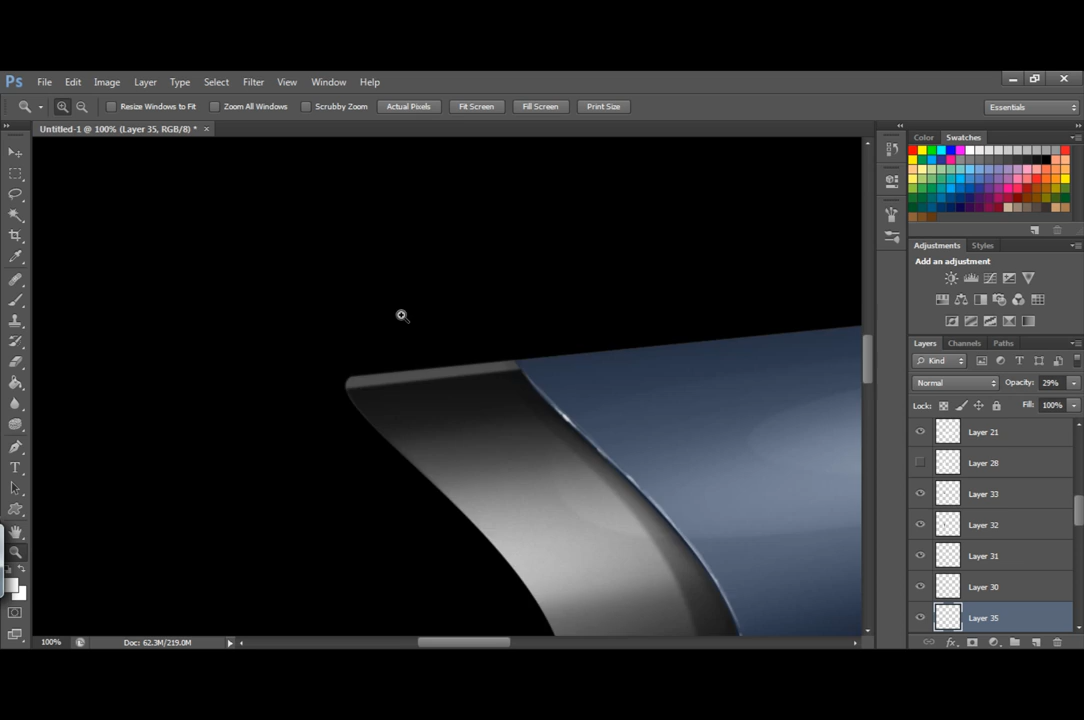 Ps File Edit Image Layer Type Select Filter View Window Help
Resize Windows to Fit Zoom All Windows Scrubby Zoom Actual Pixels Fit Screen Fill Screen Print Size Essentials
Untitled-1 @ 100% (Layer 35, RGB/8) * ×
Color Swatches
Adjustments Styles
Add an adjustment
Layers Channels Paths
Kind
Normal Opacity: 29%
Lock: Fill: 100%
Layer 21
Layer 28
Layer 33
Layer 32
Layer 31
Layer 30
Layer 35
100% Doc: 62.3M/219.0M
fx